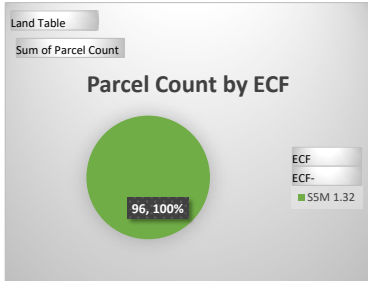 Land Table
Sum of Parcel Count
Parcel Count by ECF
96, 100%
ECF
ECF-
S5M 1.32